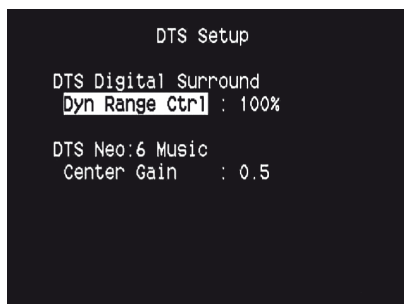 DTS Setup
DTS Digital Surround
Dyn Range Ctrl : 100%
DTS Neo:6 Music
Center Gain : 0.5